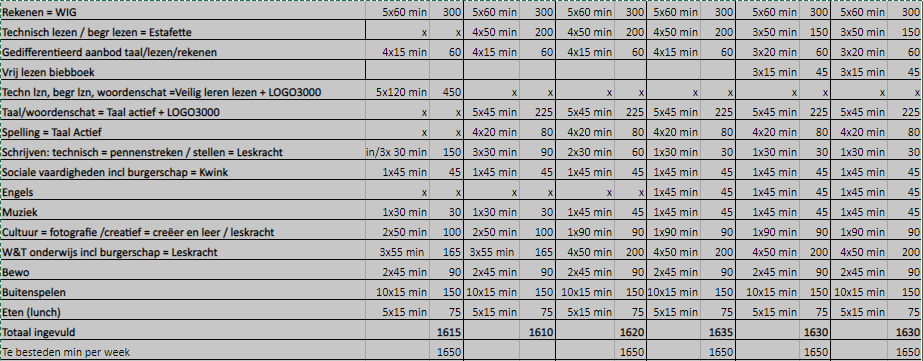 Rekenen = WIG 5x60 min 300 5x60 min 300 5x60 min 300 5x60 min 300 5x60 min 300 5x60 min 300
Technisch lezen / begr lezen = Estafette x x 4x50 min 200 4x50 min 200 4x50 min 200 3x50 min 150 3x50 min 150
Gedifferentieerd aanbod taal/lezen/rekenen 4x15 min 60 4x15 min 60 4x15 min 60 4x15 min 60 3x20 min 60 3x20 min 60
Vrij lezen biebboek 3x15 min 45 3x15 min 45
Techn lzn, begr lzn, woordenschat =Veilig leren lezen + LOGO3000 5x120 min 450 x x x x x x x x x x
Taal/woordenschat = Taal actief + LOGO3000 x x 5x45 min 225 5x45 min 225 5x45 min 225 5x45 min 225 5x45 min 225
Spelling = Taal Actief x x 4x20 min 80 4x20 min 80 4x20 min 80 4x20 min 80 4x20 min 80
Schrijven: technisch = pennenstreken / stellen = Leskracht in/3x 30 min 150 3x30 min 90 2x30 min 60 1x30 min 30 1x30 min 30 1x30 min 30
Sociale vaardigheden incl burgerschap = Kwink 1x45 min 45 1x45 min 45 1x45 min 45 1x45 min 45 1x45 min 45 1x45 min 45
Engels x x x x x x 1x45 min 45 1x45 min 45 1x45 min 45
Muziek 1x30 min 30 1x30 min 30 1x45 min 45 1x45 min 45 1x45 min 45 1x45 min 45
Cultuur = fotografie /creatief = creëer en leer / leskracht 2x50 min 100 2x50 min 100 1x90 min 90 1x90 min 90 1x90 min 90 1x90 min 90
W&T onderwijs incl burgerschap = Leskracht 3x55 min 165 3x55 min 165 4x50 min 200 4x50 min 200 4x50 min 200 4x50 min 200
Bewo 2x45 min 90 2x45 min 90 2x45 min 90 2x45 min 90 2x45 min 90 2x45 min 90
Buitenspelen 10x15 min 150 10x15 min 150 10x15 min 150 10x15 min 150 10x15 min 150 10x15 min 150
Eten (lunch) 5x15 min 75 5x15 min 75 5x15 min 75 5x15 min 75 5x15 min 75 5x15 min 75
Totaal ingevuld 1615 1610 1620 1635 1630 1630
Te besteden min per week 1650 1650 1650 1650 1650